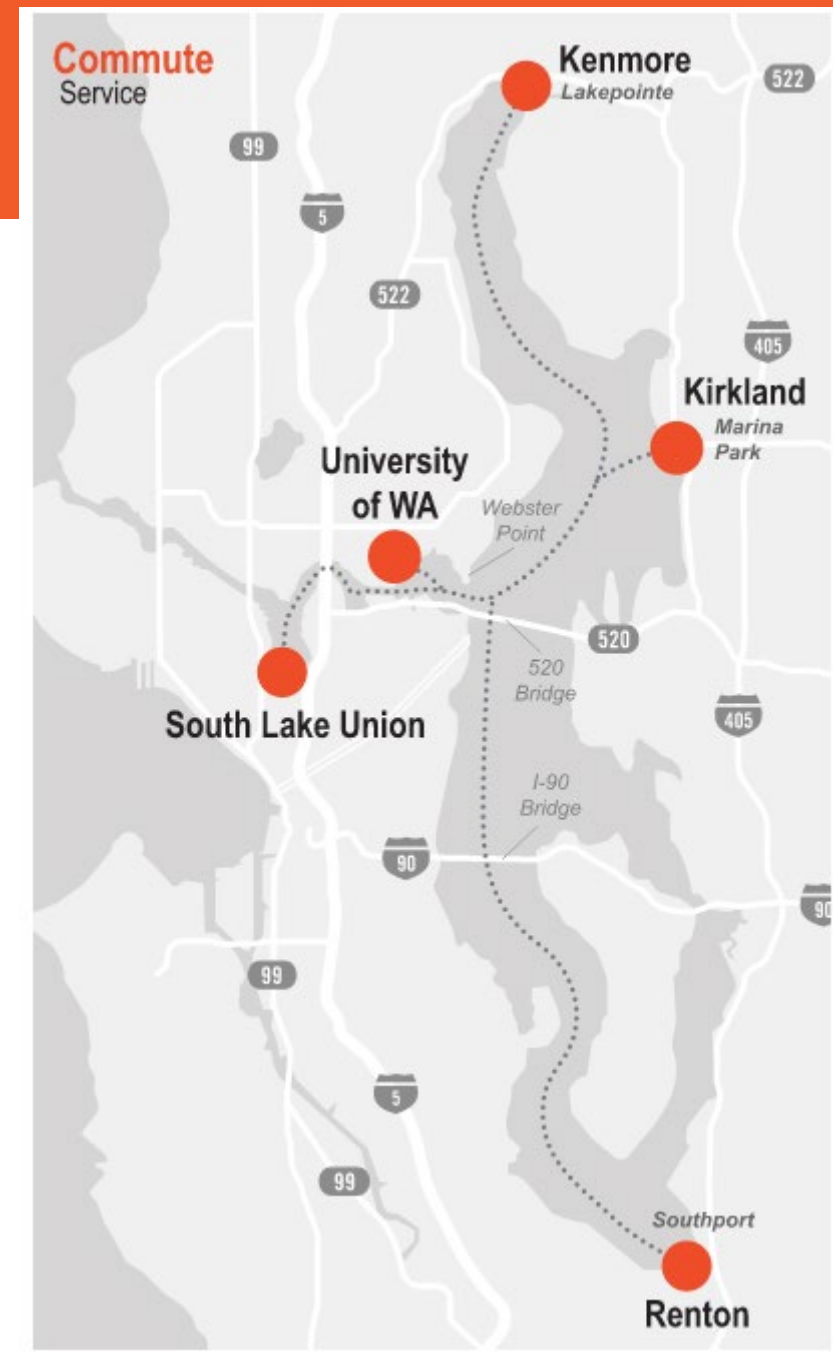 Commute
Service
Kenmore
Lakepointe
522
99
5
522
405
Kirkland
Marina
Park
University
of WA
Webster
Point
520
520
Bridge
South Lake Union
405
I-90
Bridge
90
90
99
5
99
Southport
Renton